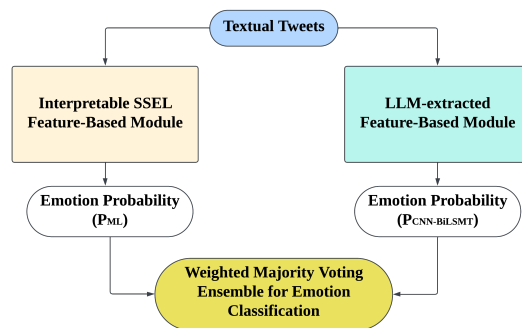 Textual Tweets
Interpretable SSEL
Feature-Based Module
LLM-extracted
Feature-Based Module
Emotion Probability
(PML)
Emotion Probability
(PCNN-BiLSMT)
Weighted Majority Voting
Ensemble for Emotion
Classification